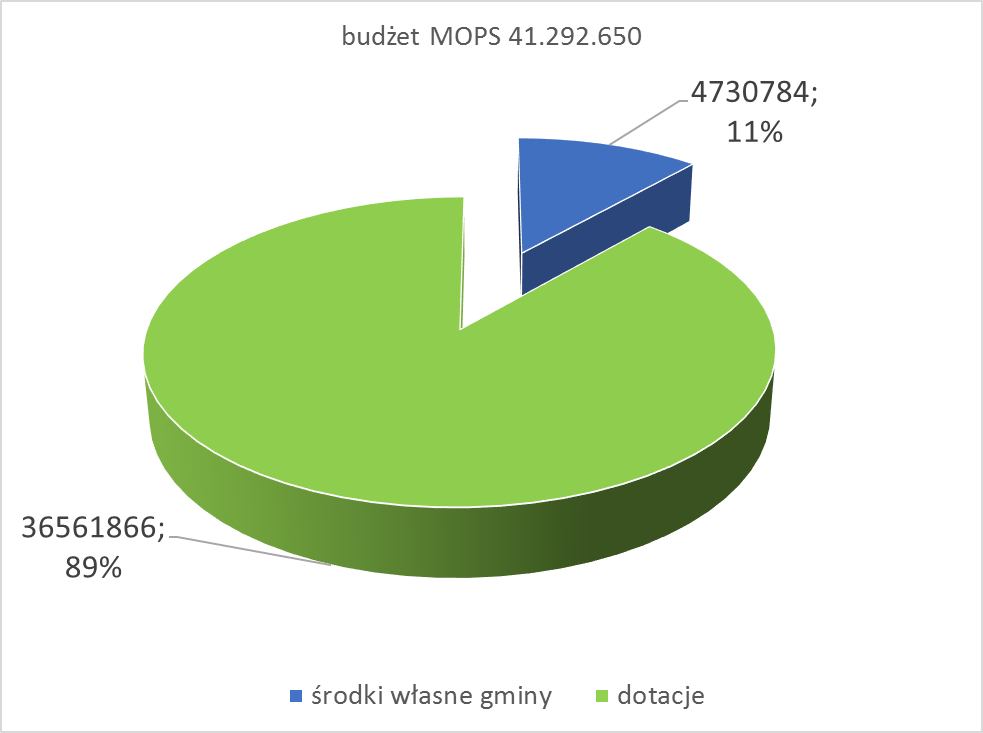 budżet MOPS 41.292.650
4730784;
11%
36561866;
89%
środki własne gminy
dotacje